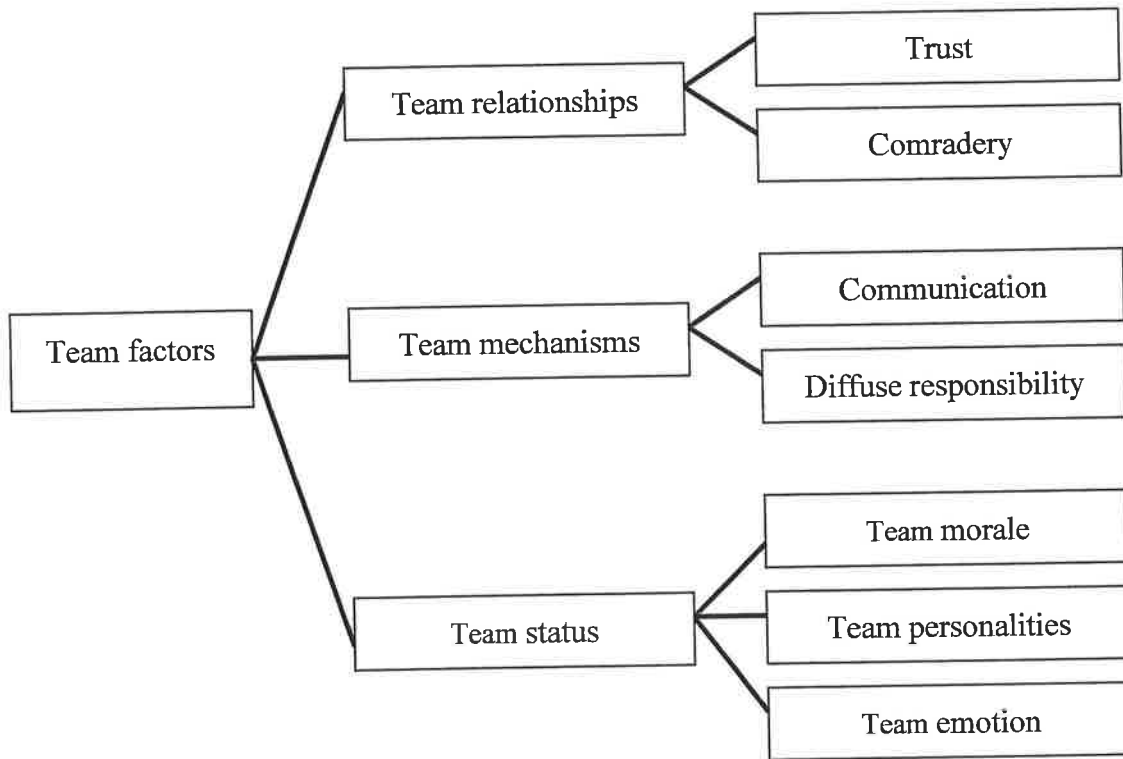 Team factors
Team relationships
Trust
Comradery
Team mechanisms
Communication
Diffuse responsibility
Team status
Team morale
Team personalities
Team emotion